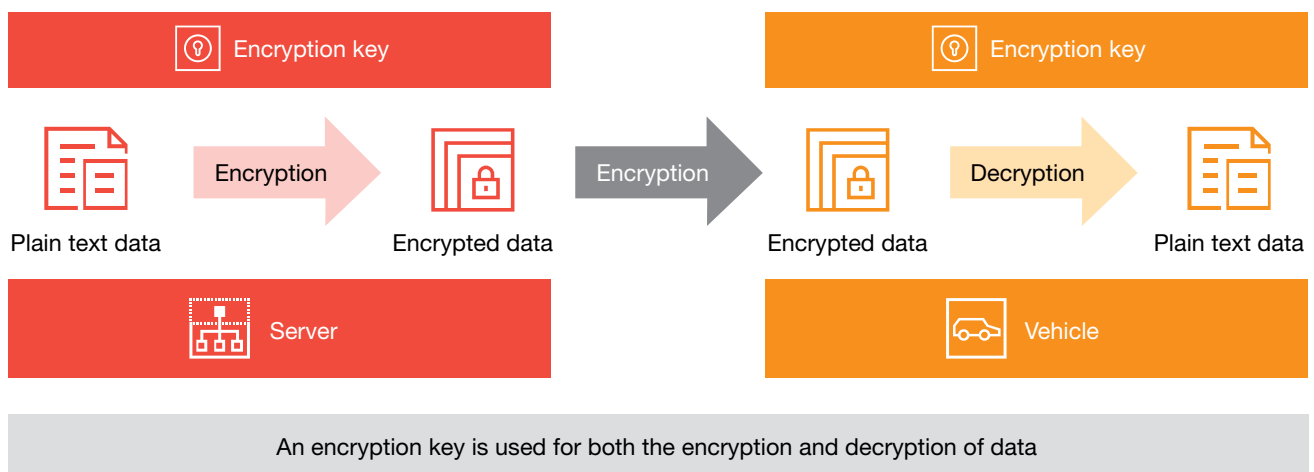 Encryption key
Encryption key
Encryption
Encryption
Decryption
Plain text data
Encrypted data
Encrypted data
Plain text data
Server
Vehicle
An encryption key is used for both the encryption and decryption of data